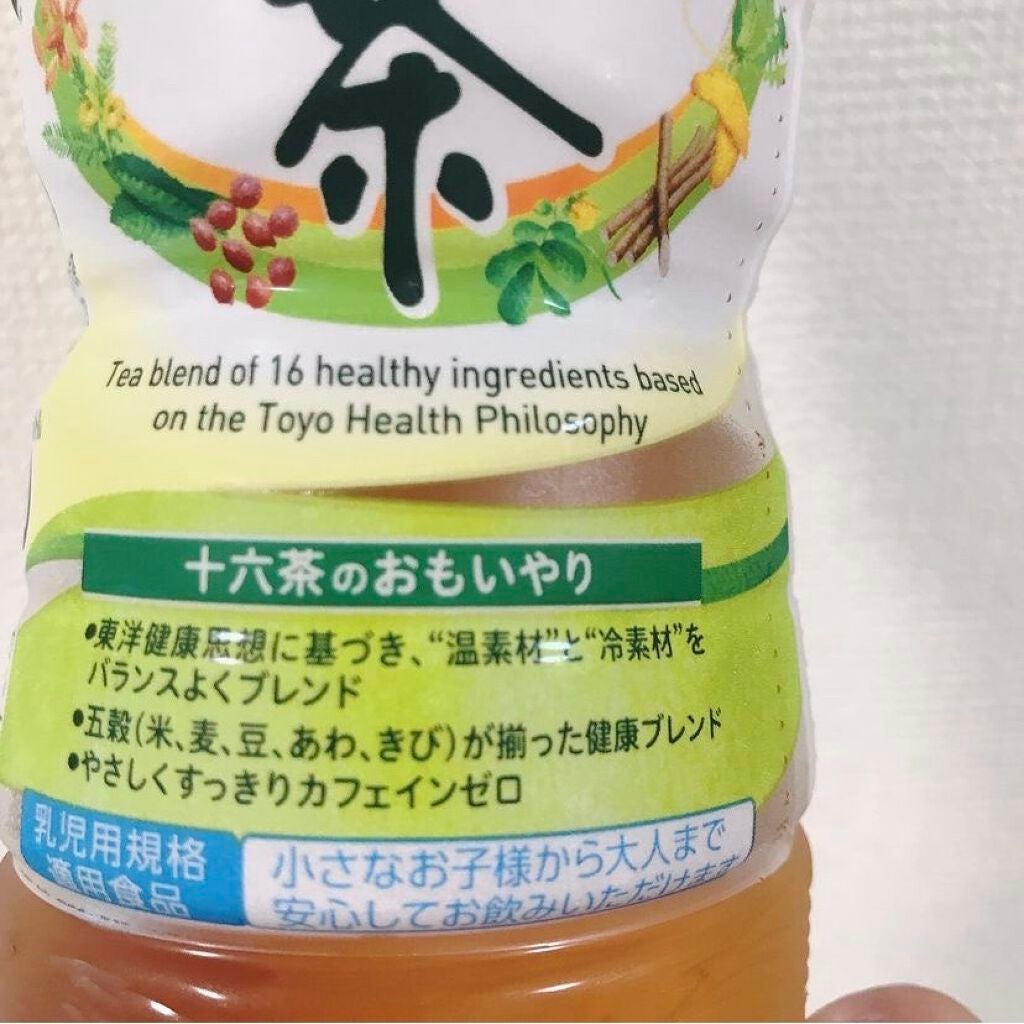 茶
Tea blend of 16 healthy ingredients based
on the Toyo Health Philosophy
十六茶のおもいやり
•東洋健康思想に基づき、“温素材”と“冷素材”を
バランスよくブレンド
•五穀(米、麦、豆、あわ、きび)が揃った健康ブレンド
•やさしくすっきりカフェインゼロ
乳児用規格
適用食品
小さなお子様から大人まで
安心してお飲みいただけます